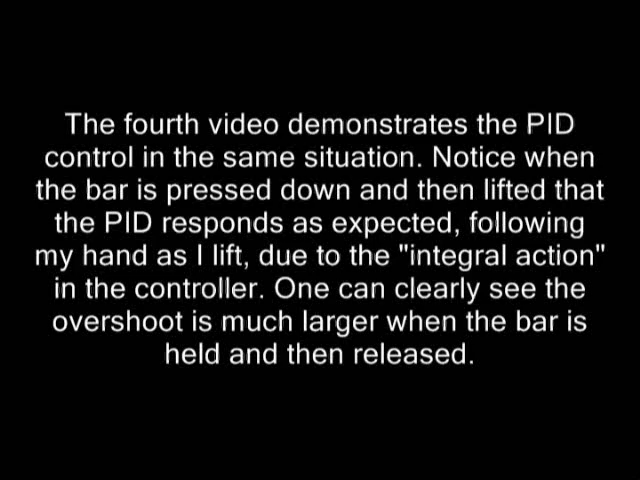 The fourth video demonstrates the PID
control in the same situation. Notice when
the bar is pressed down and then lifted that
the PID responds as expected, following
my hand as I lift, due to the "integral action"
in the controller. One can clearly see the
overshoot is much larger when the bar is
held and then released.